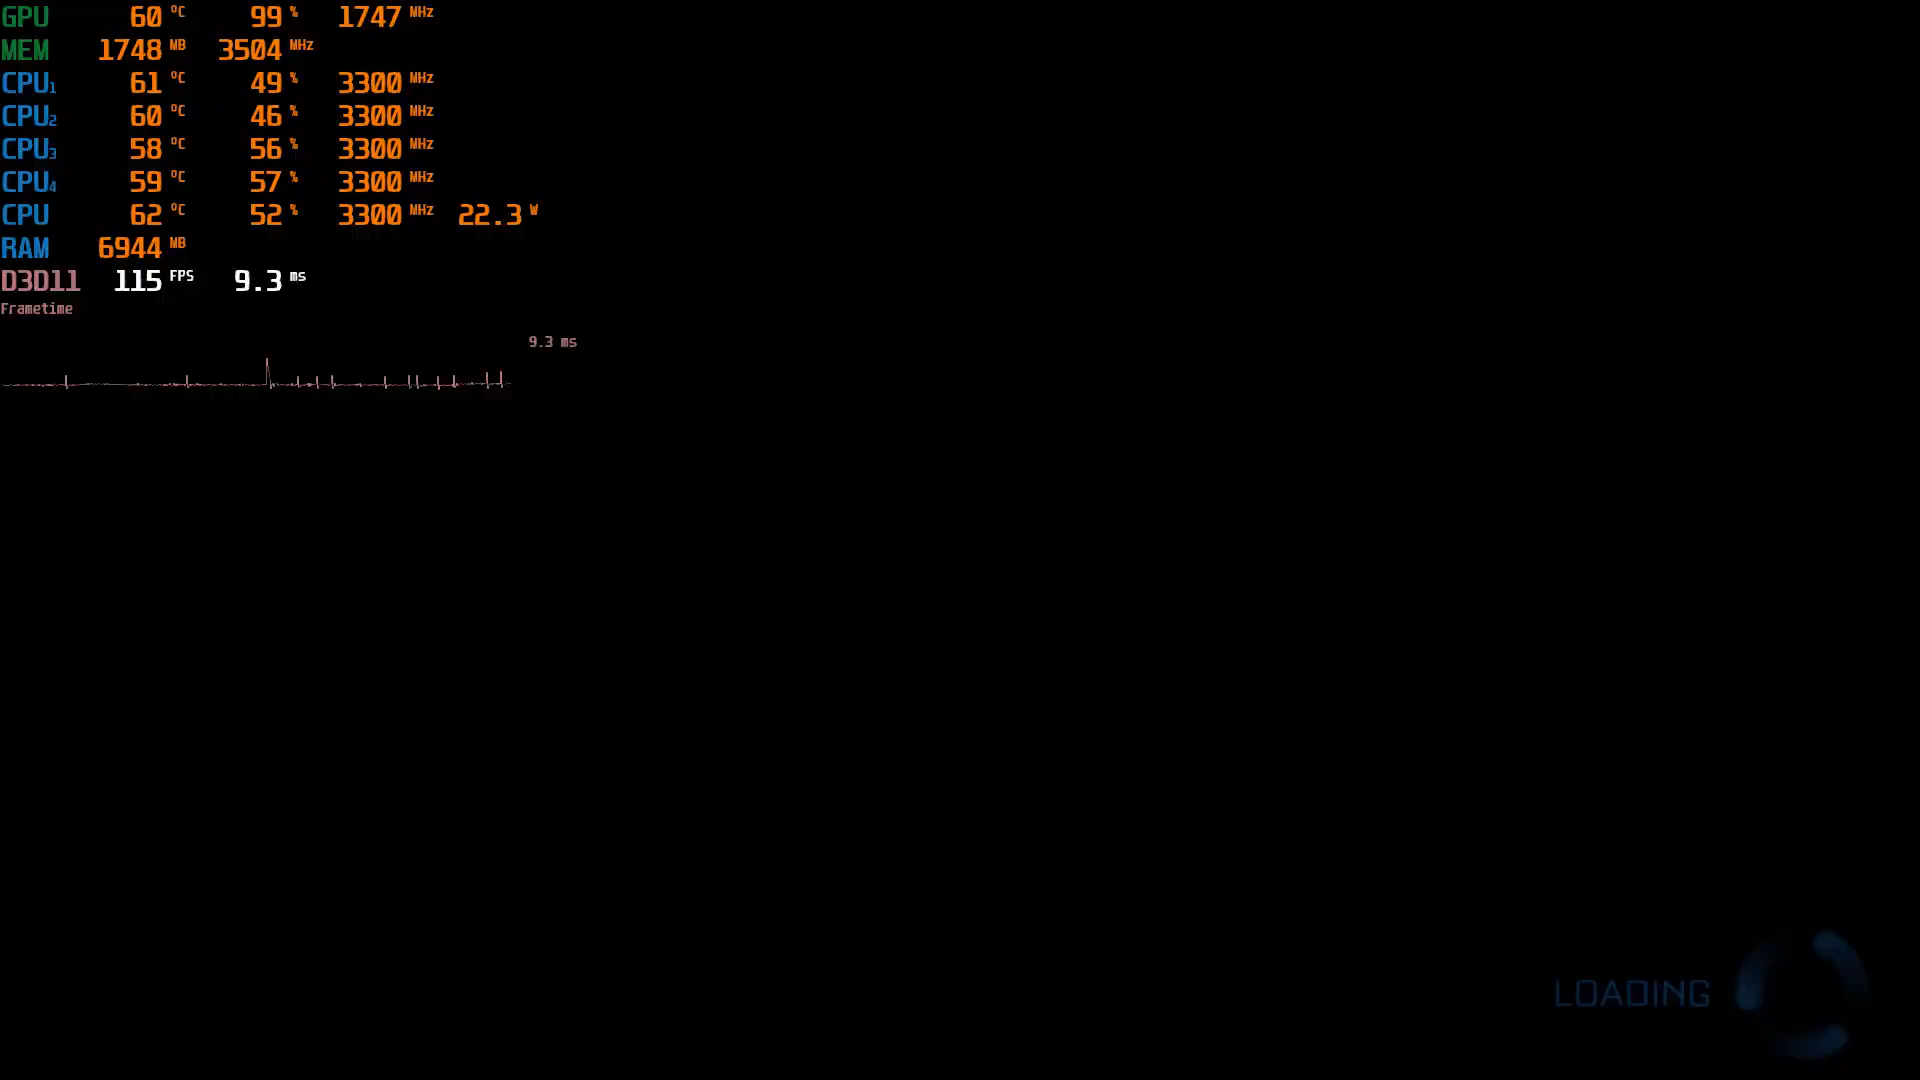 GPU 60 °C 99 % 1747 MHz
MEM 1748 MB 3504 MHz
CPU1 61 °C 49 % 3300 MHz
CPU2 60 °C 46 % 3300 MHz
CPU3 58 °C 56 % 3300 MHz
CPU4 59 °C 57 % 3300 MHz
CPU 62 °C 52 % 3300 MHz 22.3 W
RAM 6944 MB
D3D11 115 FPS 9.3 ms
Frametime
9.3 ms
LOADING